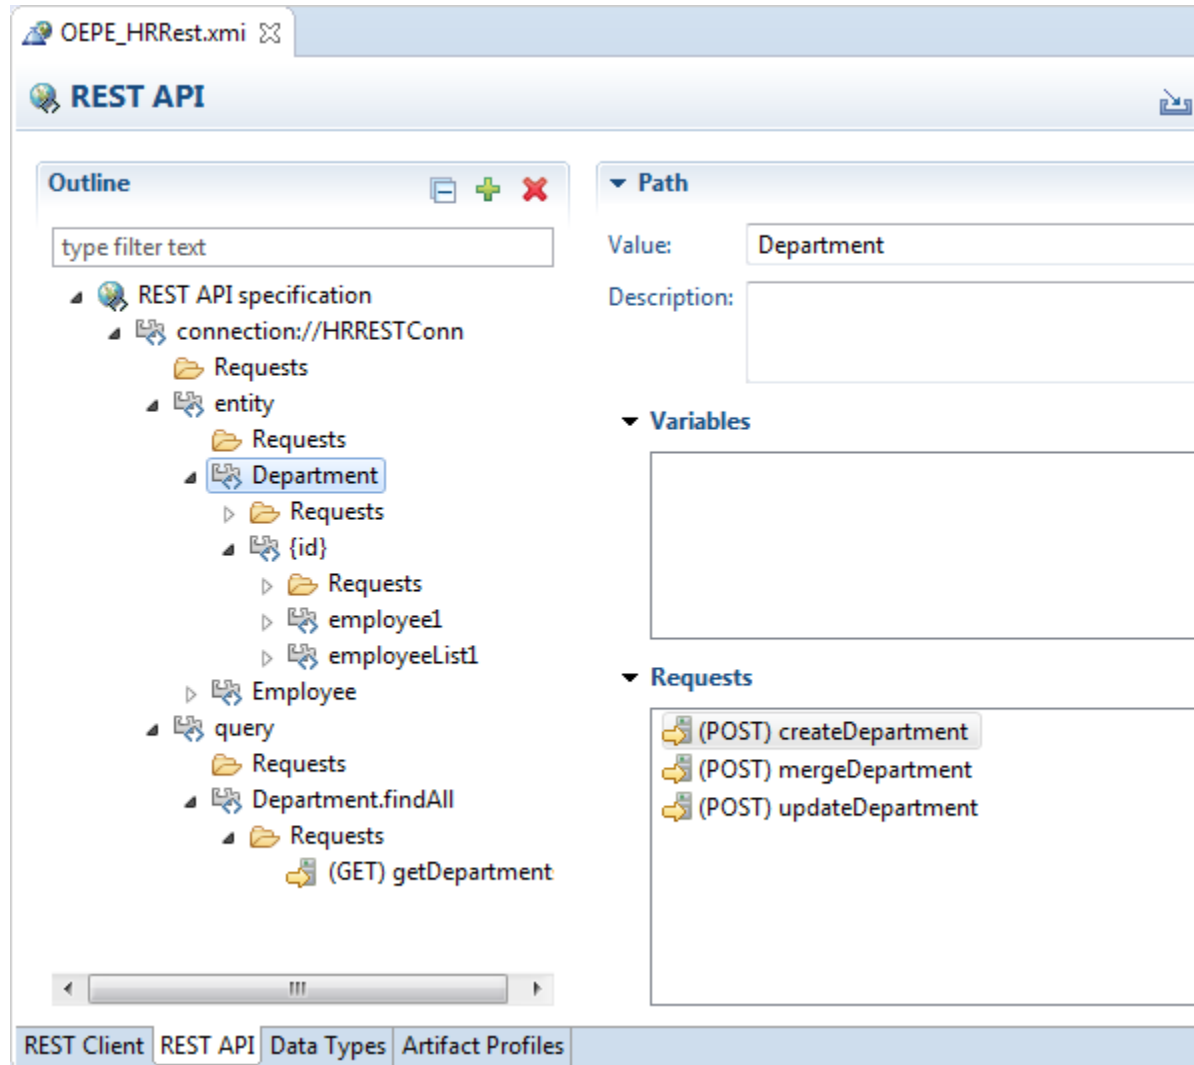 OEPE_HRRest.xmi
REST API
Outline
type filter text
REST API specification
connection://HRRESTConn
Requests
entity
Requests
Department
Requests
{id}
Requests
employee1
employeeList1
Employee
query
Requests
Department.findAll
Requests
(GET) getDepartment
Path
Value: Department
Description:
Variables
Requests
(POST) createDepartment
(POST) mergeDepartment
(POST) updateDepartment
REST Client REST API Data Types Artifact Profiles